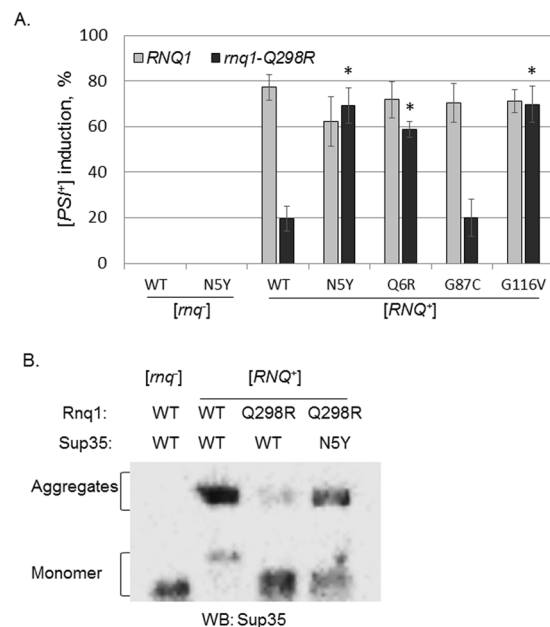 A.
100
80
60
40
20
0
[PSI+] induction, %
RNQ1 rnq1-Q298R
* * *
WT N5Y WT N5Y Q6R G87C G116V
[rnq-] [RNQ+]
B.
[rnq-] [RNQ+]
Rnq1: WT WT Q298R Q298R
Sup35: WT WT WT N5Y
Aggregates
Monomer
WB: Sup35